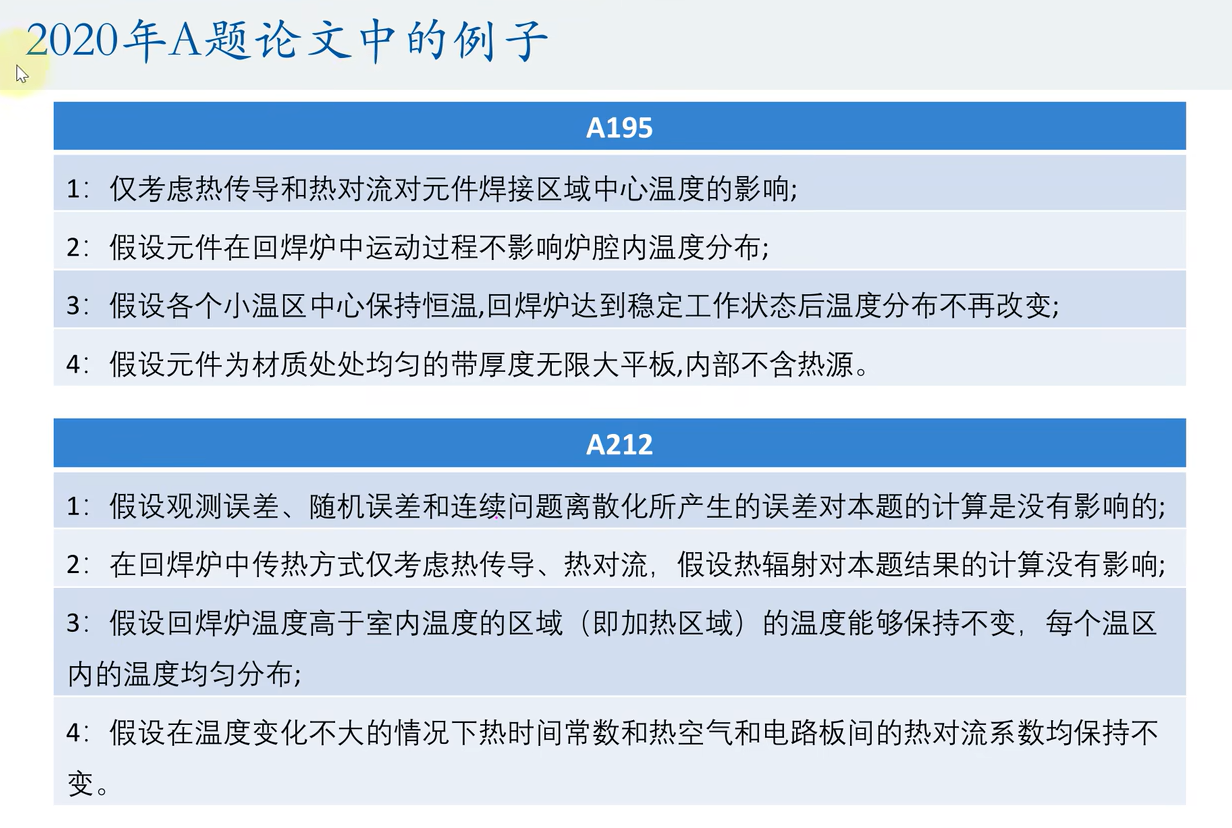 2020年A题论文中的例子
A195
1：仅考虑热传导和热对流对元件焊接区域中心温度的影响;
2：假设元件在回焊炉中运动过程不影响炉腔内温度分布;
3：假设各个小温区中心保持恒温,回焊炉达到稳定工作状态后温度分布不再改变;
4：假设元件为材质处处均匀的带厚度无限大平板,内部不含热源。
A212
1：假设观测误差、随机误差和连续问题离散化所产生的误差对本题的计算是没有影响的;
2：在回焊炉中传热方式仅考虑热传导、热对流，假设热辐射对本题结果的计算没有影响;
3：假设回焊炉温度高于室内温度的区域（即加热区域）的温度能够保持不变，每个温区
内的温度均匀分布;
4：假设在温度变化不大的情况下热时间常数和热空气和电路板间的热对流系数均保持不
变。